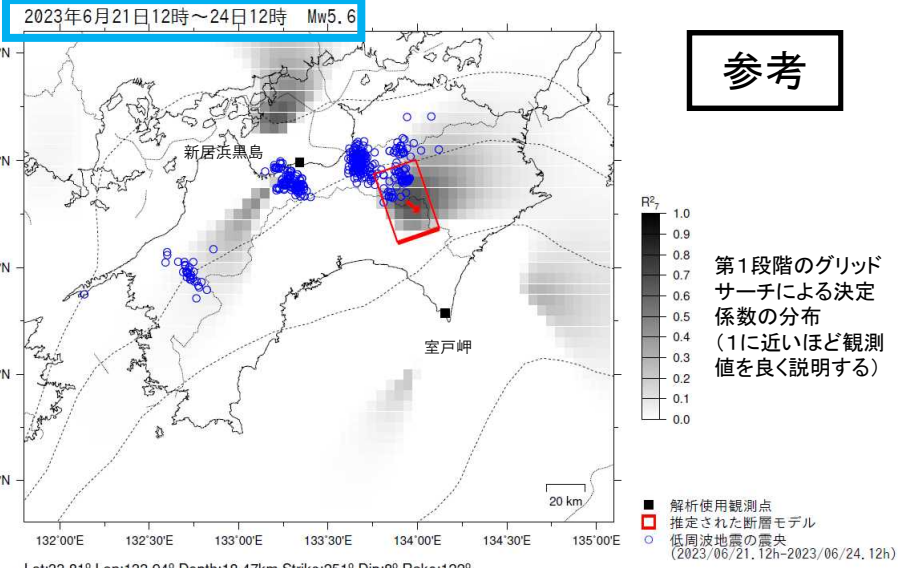 2023年6月21日12時～24日12時 Mw5.6
参考
新居浜黒島
室戸岬
R²₇
1.0
0.9
0.8
0.7
0.6
0.5
0.4
0.3
0.2
0.1
0.0
第１段階のグリッド
サーチによる決定
係数の分布
（１に近いほど観測
値を良く説明する）
20 km
解析使用観測点
推定された断層モデル
低周波地震の震央
(2023/06/21.12h-2023/06/24.12h)
°N
°N
°N
°N
°N
132°00'E 132°30'E 133°00'E 133°30'E 134°00'E 134°30'E 135°00'E